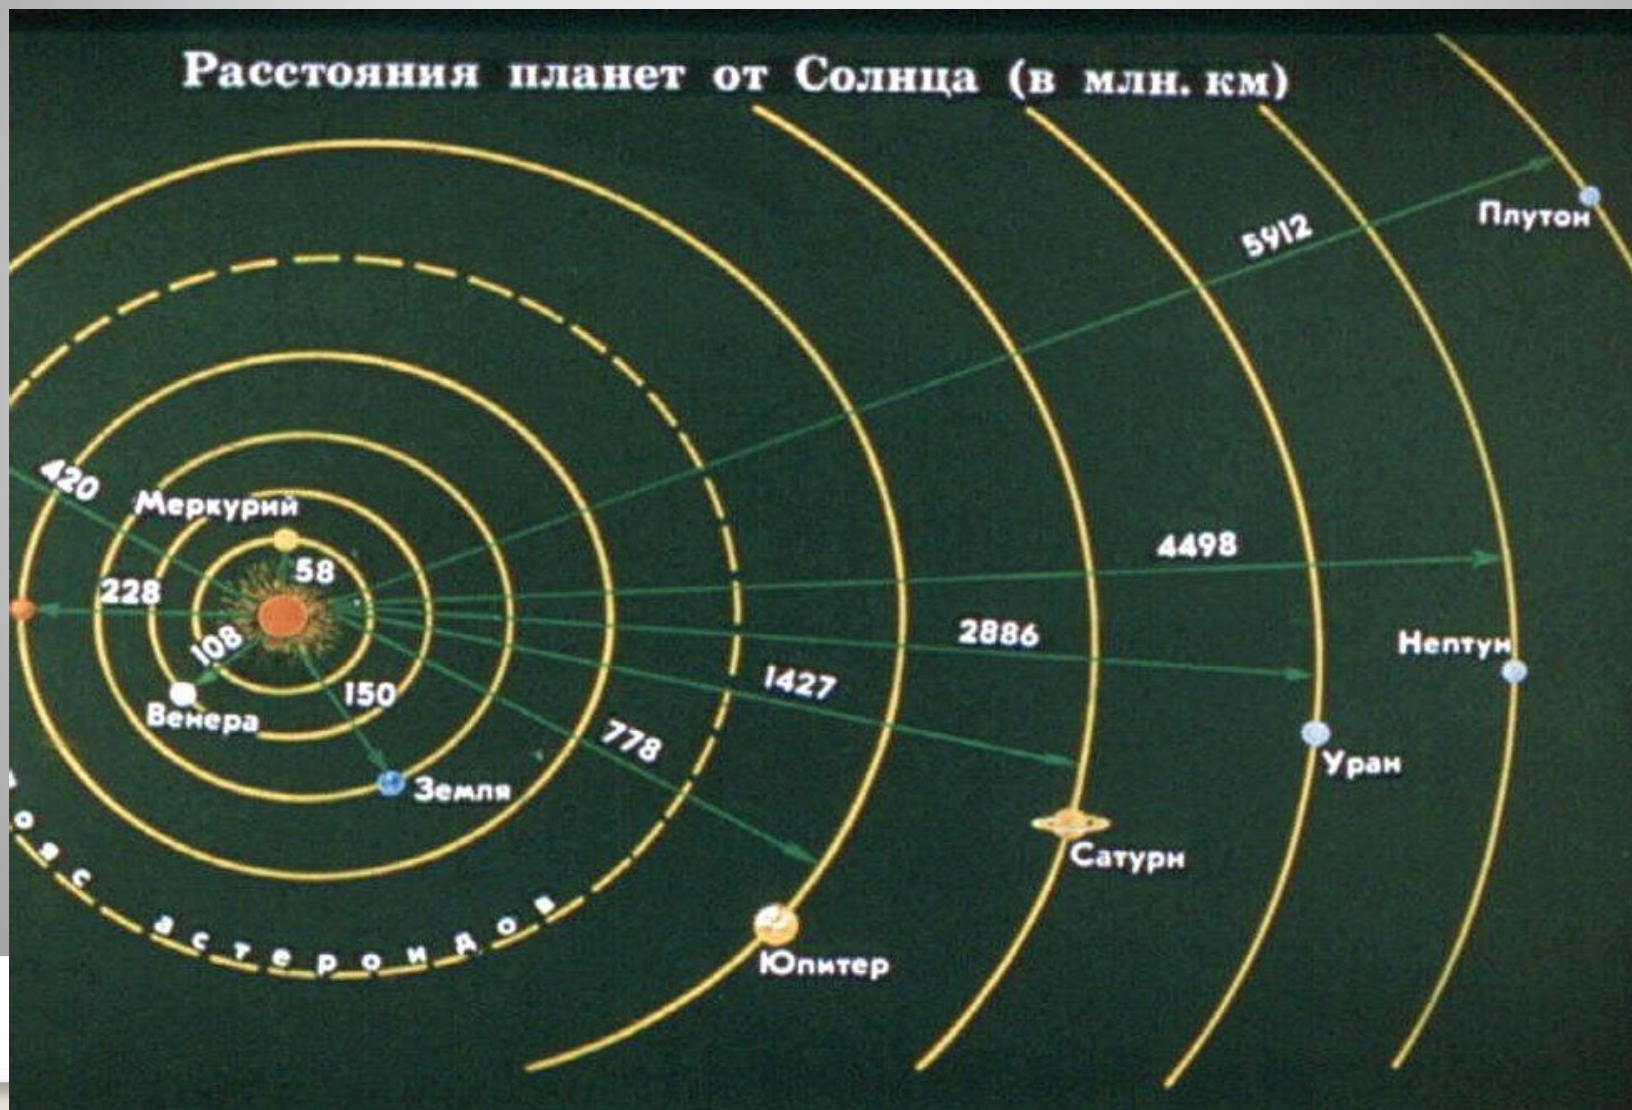 Расстояния планет от Солнца (в млн. км)
Плутон
5912
420
Меркурий
4498
58
228
2886
Нептун
108
1427
150
Венера
778
Уран
Земля
Сатурн
пояс астероидов
Юпитер